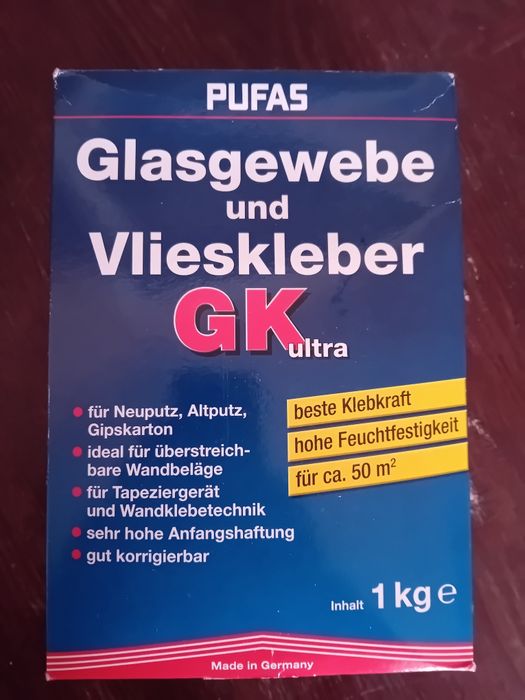 PUFAS
Glasgewebe
und
Vlieskleber
GK ultra
• für Neuputz, Altputz,
Gipskarton
• ideal für überstreich-
bare Wandbeläge
• für Tapeziergerät
und Wandklebetechnik
• sehr hohe Anfangshaftung
• gut korrigierbar
beste Klebkraft
hohe Feuchtfestigkeit
für ca. 50 m²
Inhalt 1 kg ℮
Made in Germany